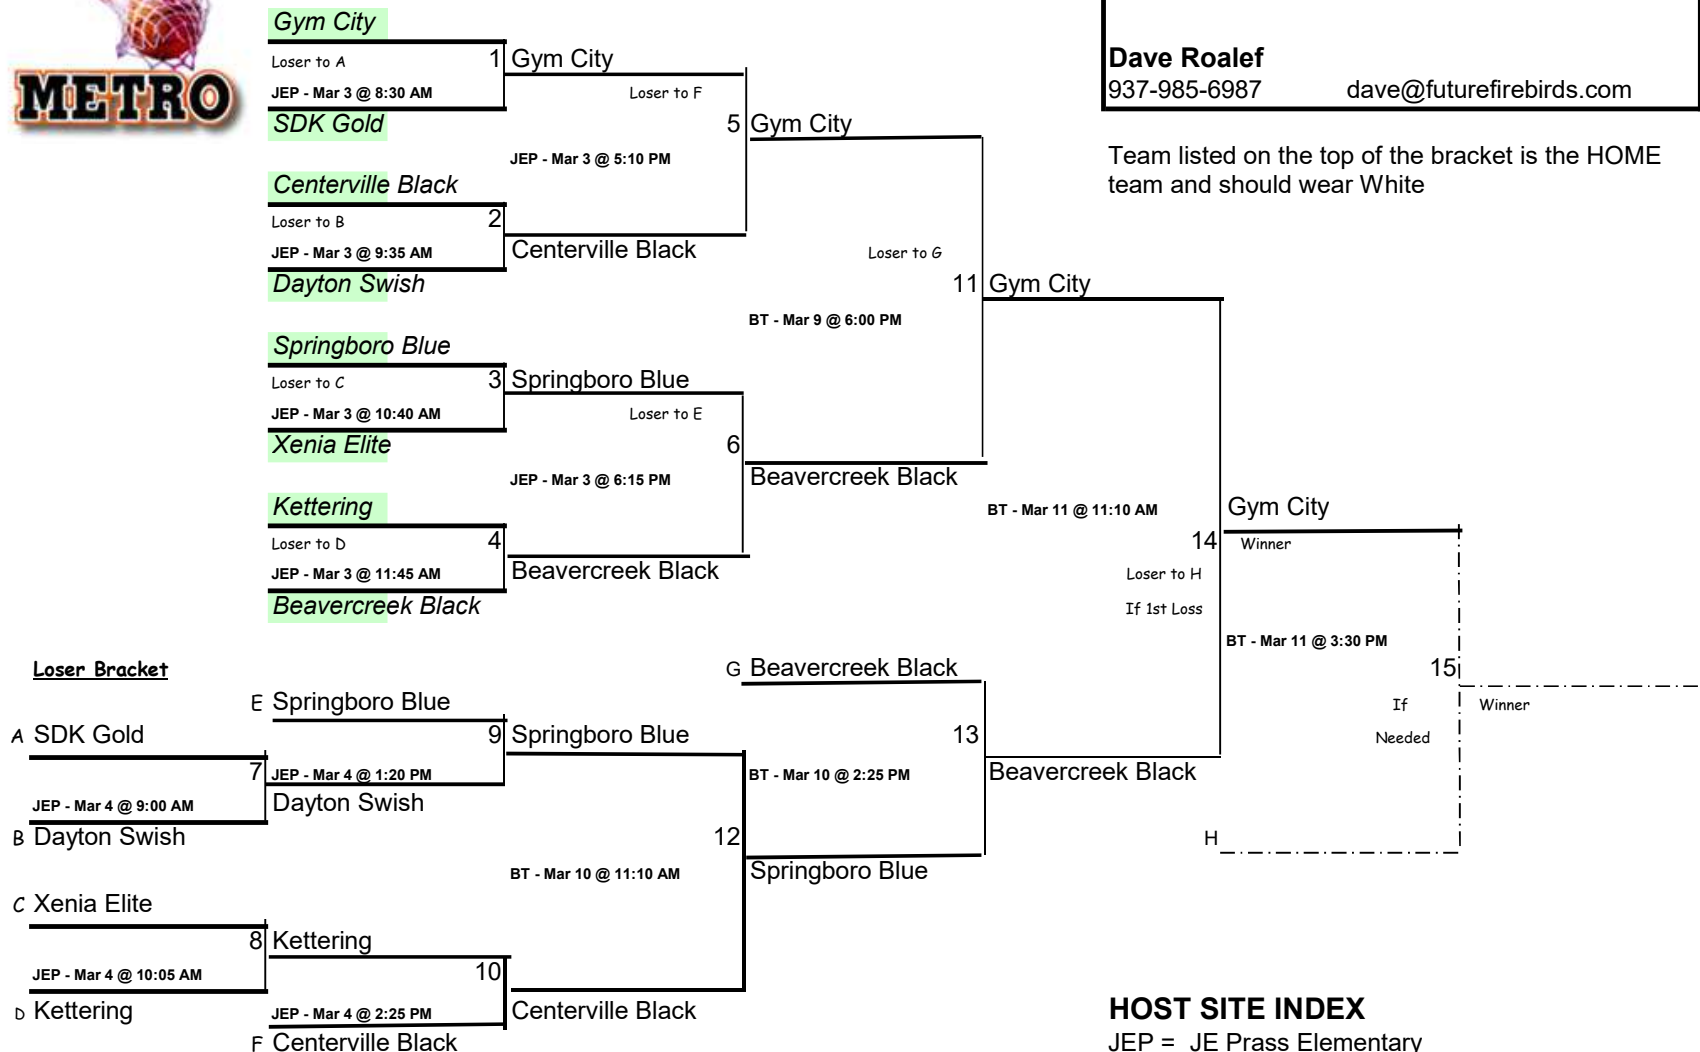 METRO
Gym City
Loser to A
1
Gym City
JEP - Mar 3 @ 8:30 AM
Loser to F
SDK Gold
5
Gym City
JEP - Mar 3 @ 5:10 PM
Centerville Black
Loser to B
2
JEP - Mar 3 @ 9:35 AM
Centerville Black
Loser to G
Dayton Swish
11
Gym City
BT - Mar 9 @ 6:00 PM
Springboro Blue
Loser to C
3
Springboro Blue
JEP - Mar 3 @ 10:40 AM
Loser to E
Xenia Elite
6
JEP - Mar 3 @ 6:15 PM
Beavercreek Black
Kettering
BT - Mar 11 @ 11:10 AM
Gym City
Loser to D
4
14
Winner
JEP - Mar 3 @ 11:45 AM
Beavercreek Black
Loser to H
Beavercreek Black
If 1st Loss
BT - Mar 11 @ 3:30 PM
Dave Roalef
937-985-6987 dave@futurefirebirds.com
Team listed on the top of the bracket is the HOME
team and should wear White
Loser Bracket
G Beavercreek Black
15
E Springboro Blue
If
Needed
Winner
A SDK Gold
9
Springboro Blue
13
7
JEP - Mar 4 @ 1:20 PM
BT - Mar 10 @ 2:25 PM
Beavercreek Black
JEP - Mar 4 @ 9:00 AM
Dayton Swish
B Dayton Swish
12
H
BT - Mar 10 @ 11:10 AM
Springboro Blue
C Xenia Elite
8
Kettering
JEP - Mar 4 @ 10:05 AM
10
D Kettering
JEP - Mar 4 @ 2:25 PM
Centerville Black
F Centerville Black
HOST SITE INDEX
JEP = JE Prass Elementary